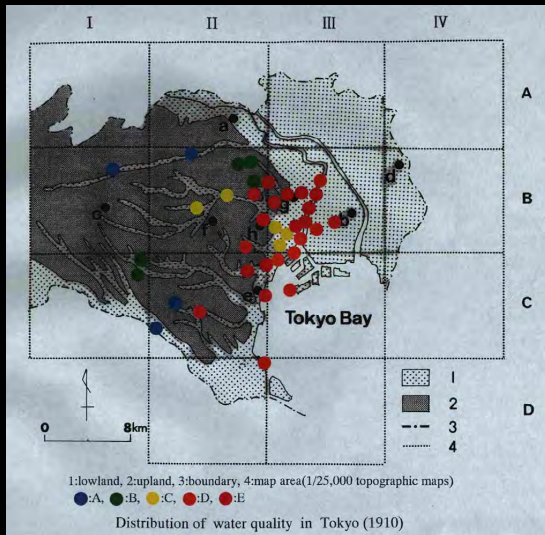 I II III IV
A
a
d
B
c
g
b
f
h
e
C
Tokyo Bay
1
2
D
3
0 8km
4
1:lowland, 2:upland, 3:boundary, 4:map area(1/25,000 topographic maps)
:A, :B, :C, :D, :E
Distribution of water quality in Tokyo (1910)